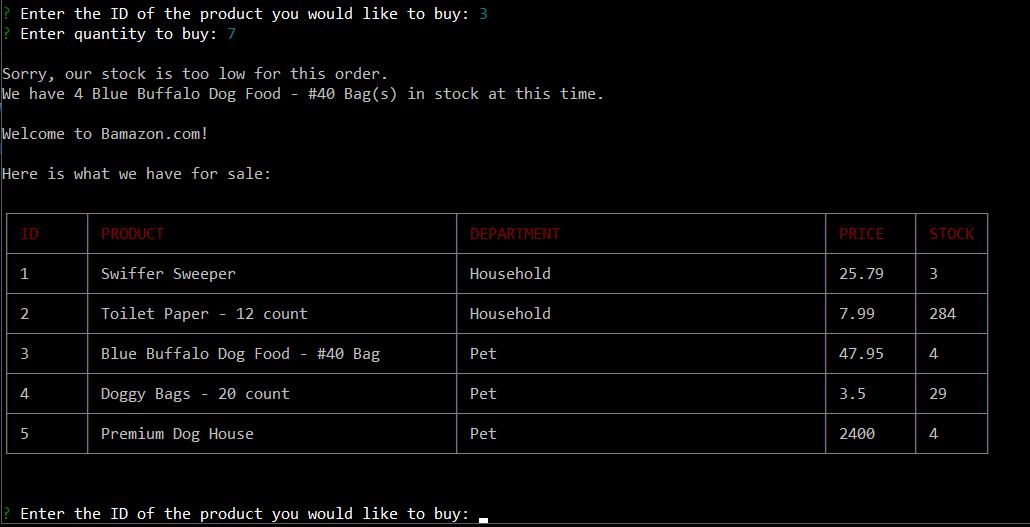 ? Enter the ID of the product you would like to buy: 3
? Enter quantity to buy: 7
Sorry, our stock is too low for this order.
We have 4 Blue Buffalo Dog Food - #40 Bag(s) in stock at this time.
Welcome to Bamazon.com!
Here is what we have for sale:
ID PRODUCT DEPARTMENT PRICE STOCK
1 Swiffer Sweeper Household 25.79 3
2 Toilet Paper - 12 count Household 7.99 284
3 Blue Buffalo Dog Food - #40 Bag Pet 47.95 4
4 Doggy Bags - 20 count Pet 3.5 29
5 Premium Dog House Pet 2400 4
? Enter the ID of the product you would like to buy: